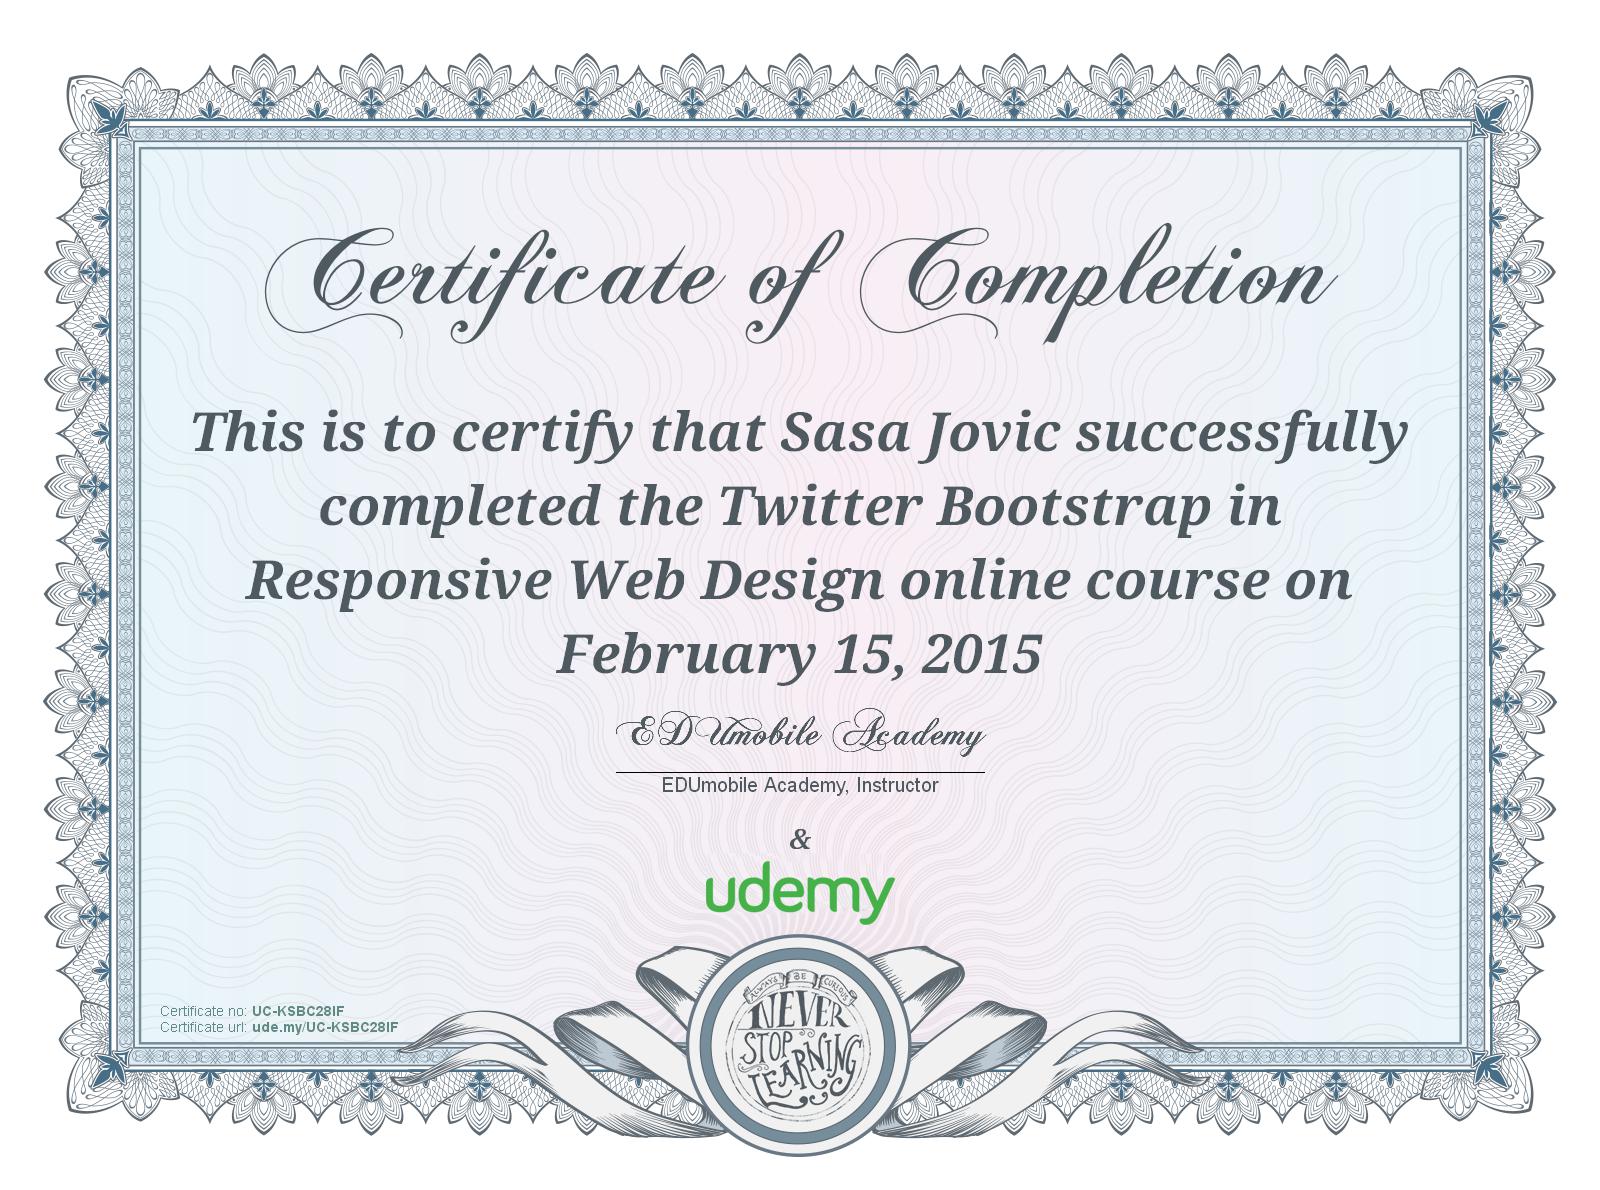 Certificate of Completion
This is to certify that Sasa Jovic successfully
completed the Twitter Bootstrap in
Responsive Web Design online course on
February 15, 2015
EDUmobile Academy
EDUmobile Academy, Instructor
&
udemy
Certificate no: UC-KSBC28IF
Certificate url: ude.my/UC-KSBC28IF
ALWAYS BE CURIOUS
NEVER
STOP
LEARNING